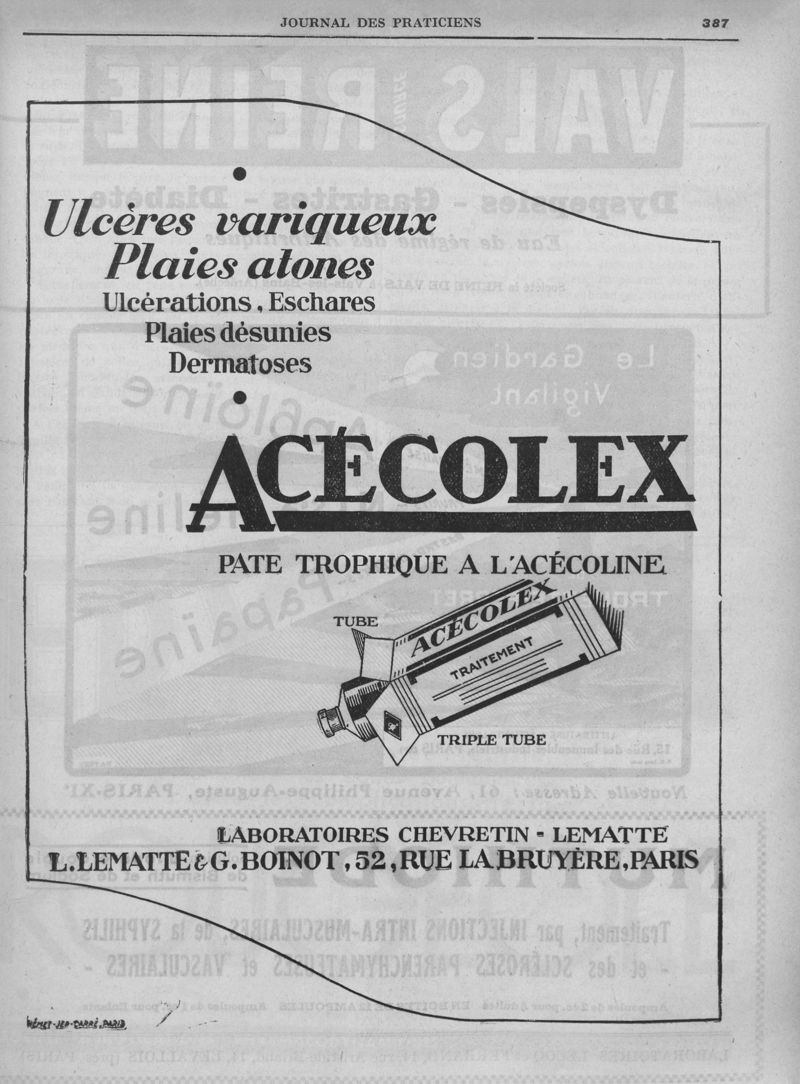 JOURNAL DES PRATICIENS
387
Ulcères variqueux
Plaies atones
Ulcérations, Eschares
Plaies désunies
Dermatoses
ACÉCOLEX
PATE TROPHIQUE A L'ACÉCOLINE
TUBE
ACÉCOLEX
TRAITEMENT
TRIPLE TUBE
LABORATOIRES CHEVRETIN - LEMATTE
L. LEMATTE & G. BOINOT, 52, RUE LA BRUYÈRE, PARIS